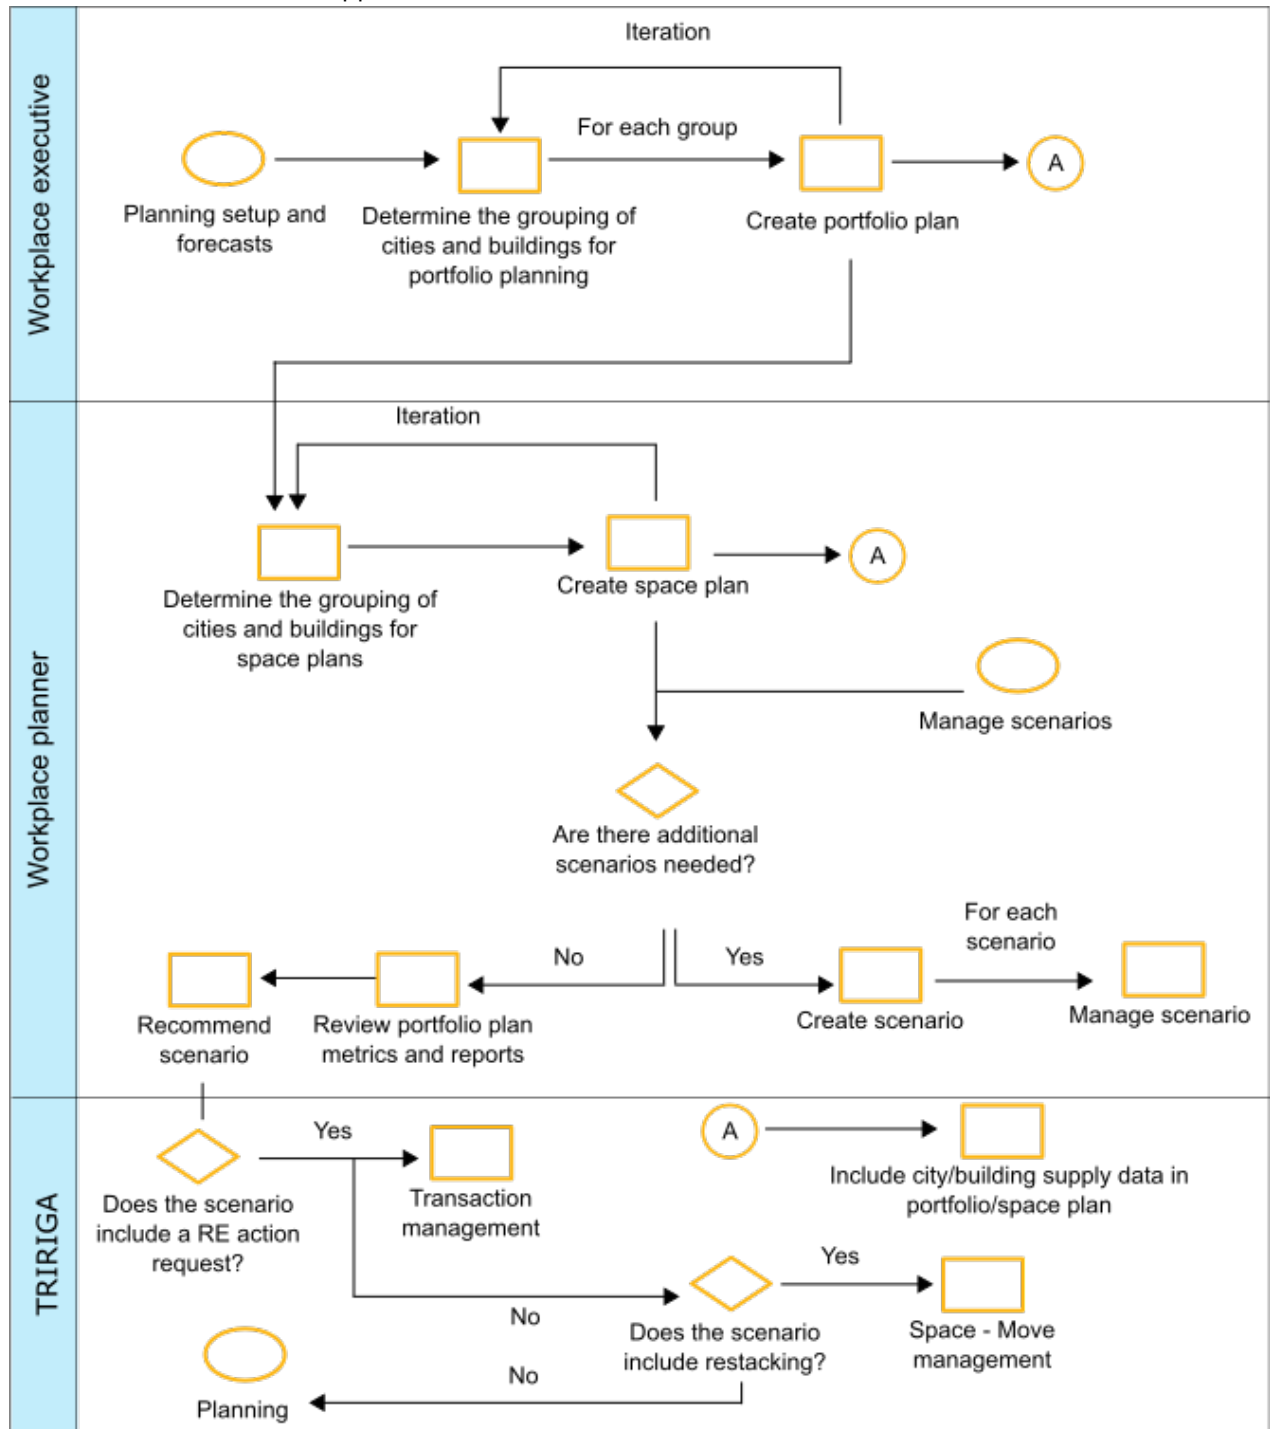 Workplace executive
Iteration
For each group
A
Planning setup and
forecasts
Determine the grouping of
cities and buildings for
portfolio planning
Create portfolio plan
Workplace planner
Iteration
A
Determine the grouping of
cities and buildings for
space plans
Create space plan
Manage scenarios
Are there additional
scenarios needed?
For each
scenario
No
Yes
Recommend
scenario
Review portfolio plan
metrics and reports
Create scenario
Manage scenario
TRIRIGA
Yes
A
Does the scenario
include a RE action
request?
Transaction
management
Include city/building supply data in
portfolio/space plan
Yes
No
Does the scenario
include restacking?
Space - Move
management
No
Planning